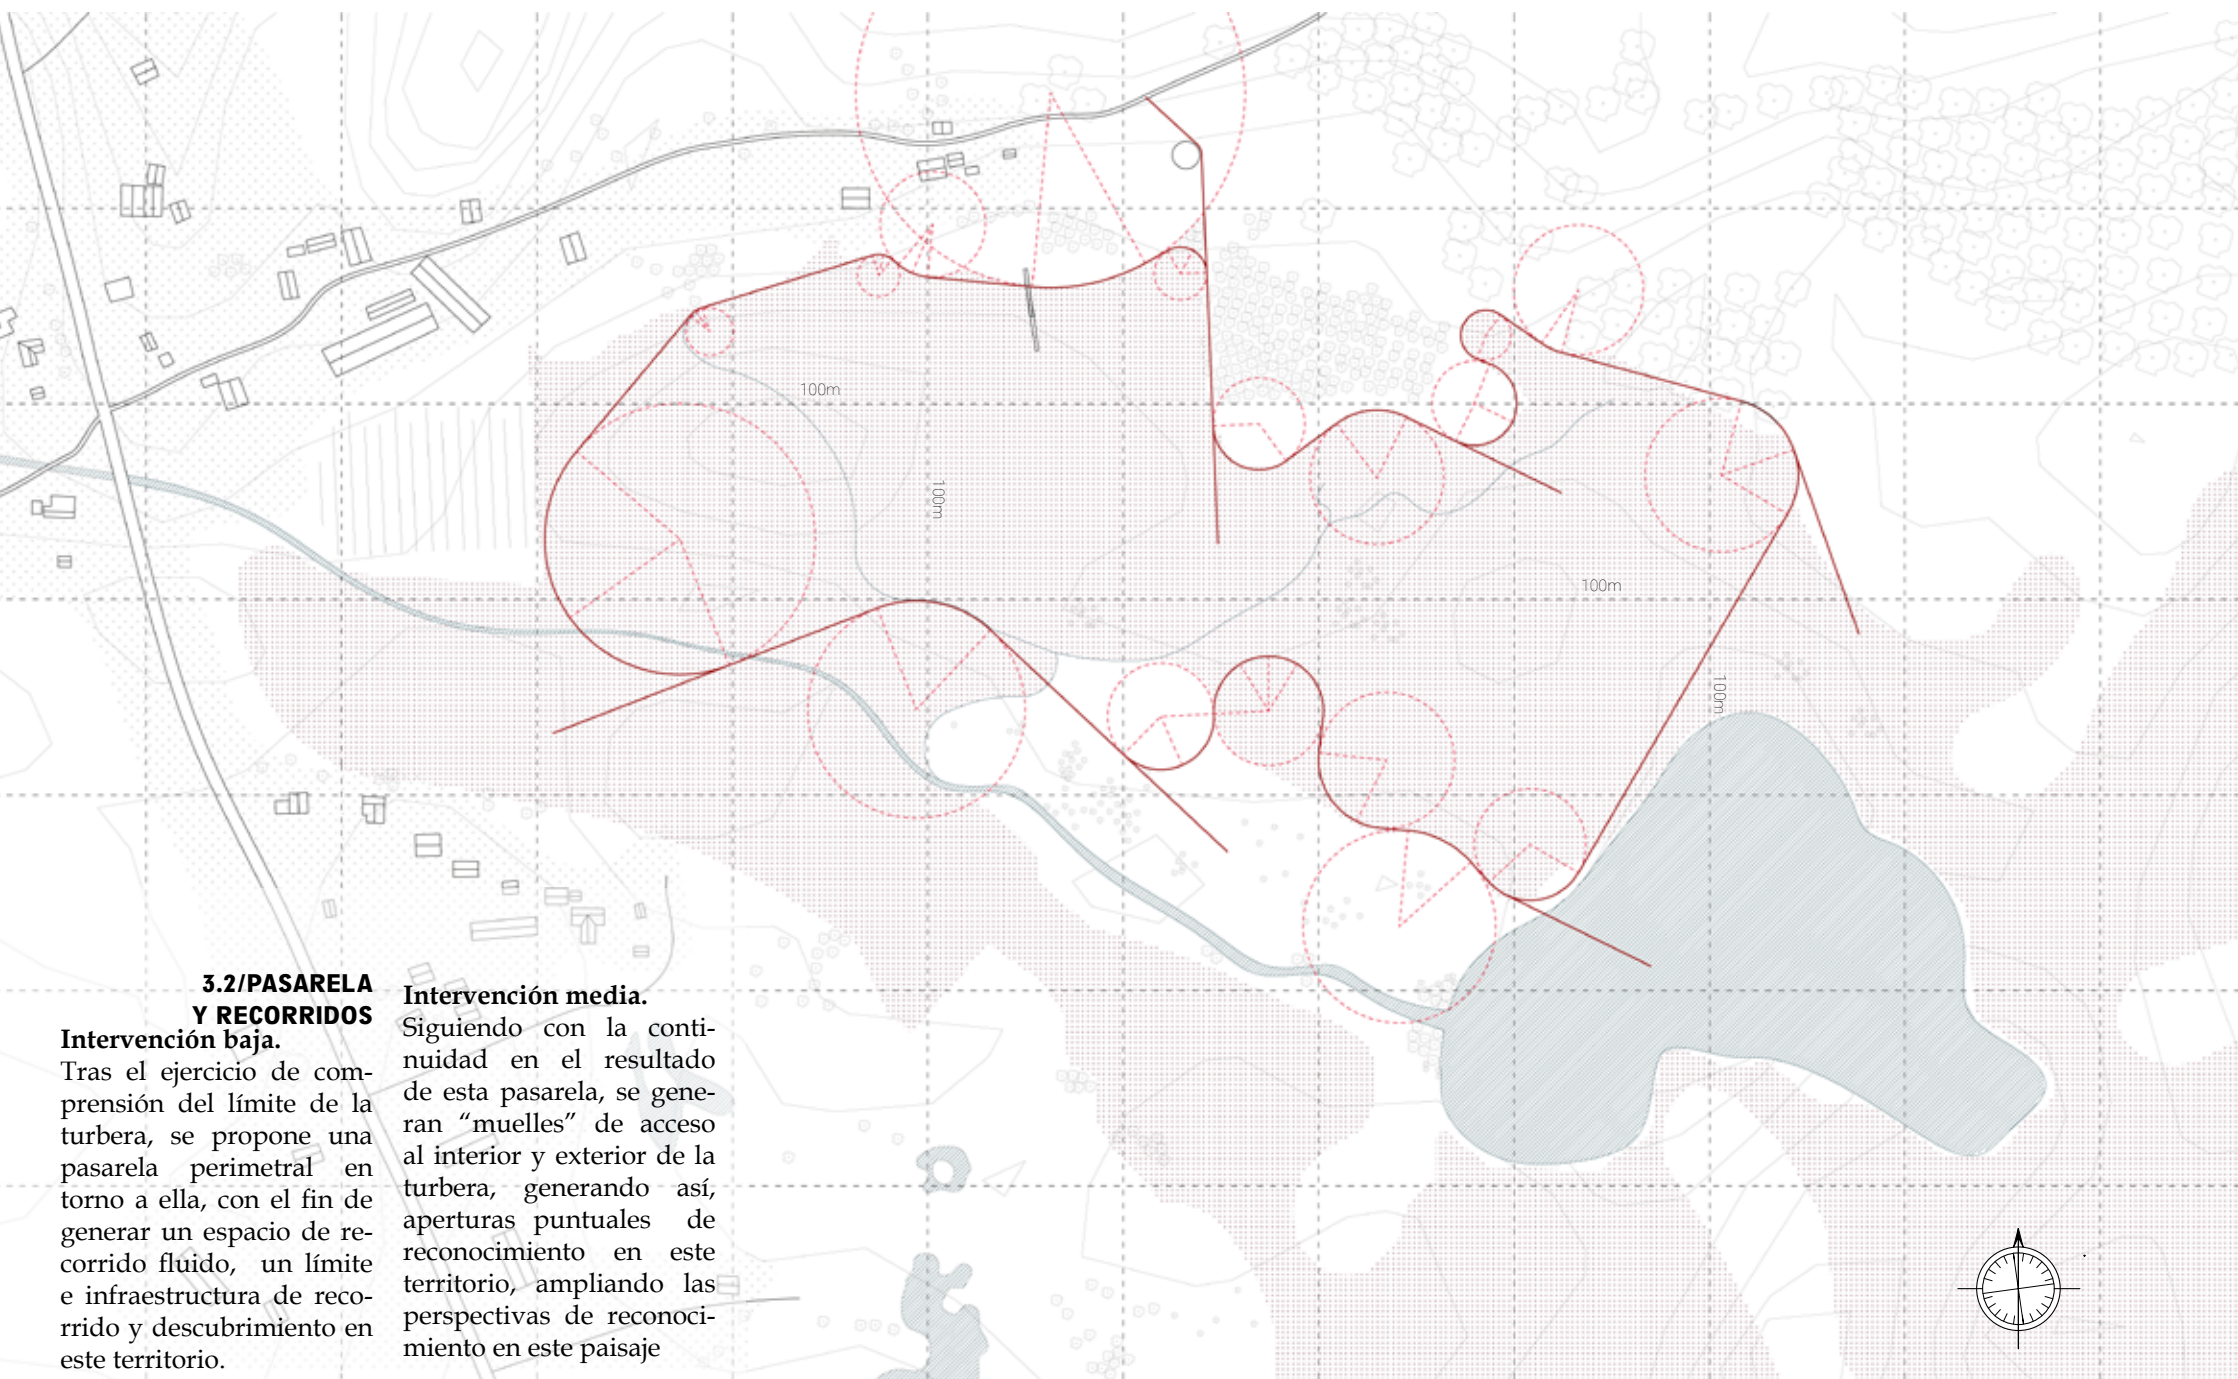 100m
100m
100m
100m
3.2/PASARELA
Y RECORRIDOS
Intervención baja.
Tras el ejercicio de com-
prensión del límite de la
turbera, se propone una
pasarela perimetral en
torno a ella, con el fin de
generar un espacio de re-
corrido fluido, un límite
e infraestructura de reco-
rrido y descubrimiento en
este territorio.
Intervención media.
Siguiendo con la conti-
nuidad en el resultado
de esta pasarela, se gene-
ran “muelles” de acceso
al interior y exterior de la
turbera, generando así,
aperturas puntuales de
reconocimiento en este
territorio, ampliando las
perspectivas de reconoci-
miento en este paisaje